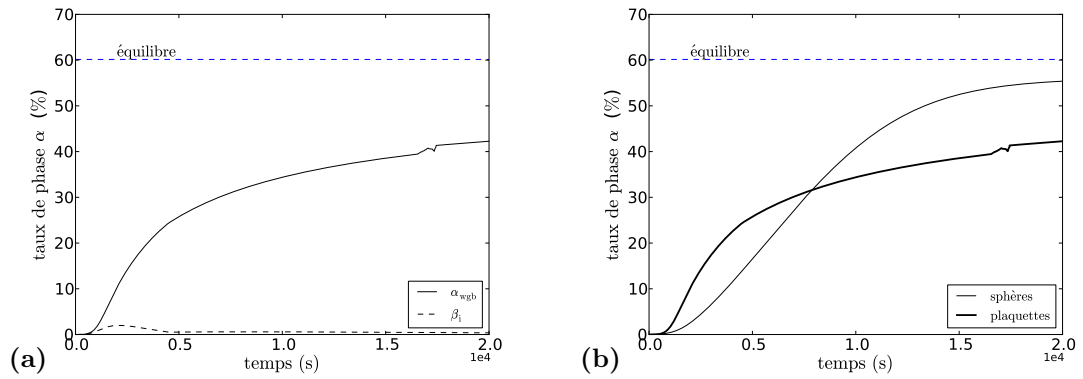 70
60
50
40
30
20
10
0
taux de phase α (%)
équilibre
α_wgb
β_i
0.0 0.5 1.0 1.5 2.0
1e4
temps (s)
(a)
70
60
50
40
30
20
10
0
taux de phase α (%)
équilibre
sphères
plaquettes
0.0 0.5 1.0 1.5 2.0
1e4
temps (s)
(b)